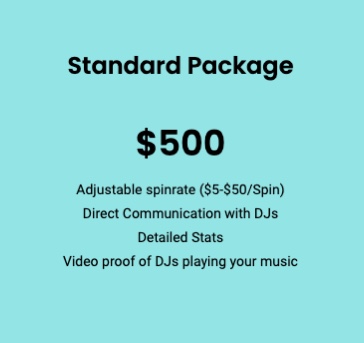 Standard Package
$500
Adjustable spinrate ($5-$50/Spin)
Direct Communication with DJs
Detailed Stats
Video proof of DJs playing your music